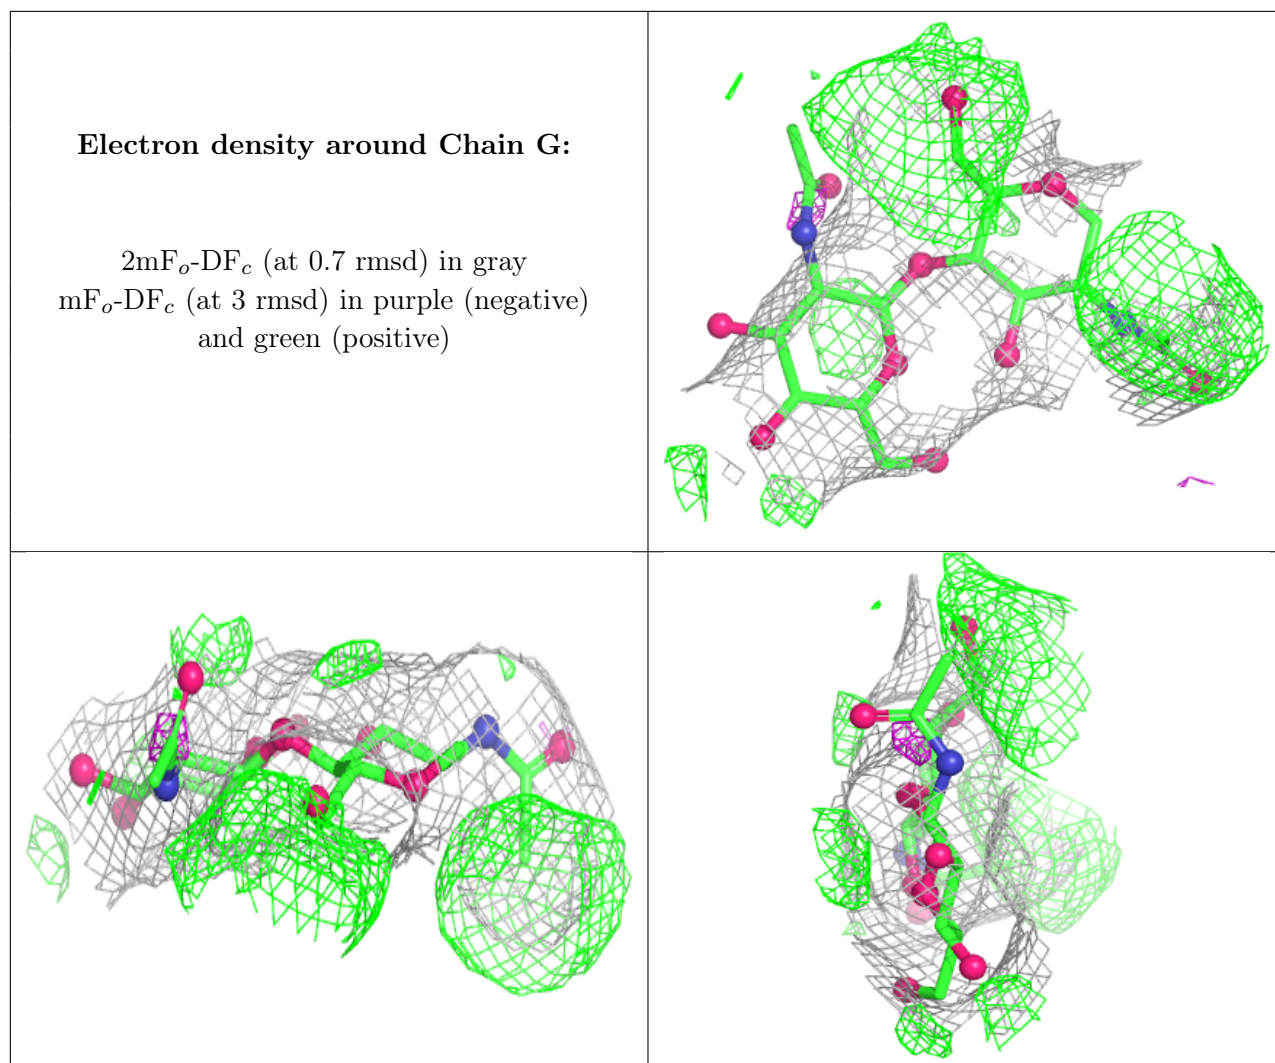 Electron density around Chain G:
2mFₒ-DF𝒸 (at 0.7 rmsd) in gray
mFₒ-DF𝒸 (at 3 rmsd) in purple (negative)
and green (positive)